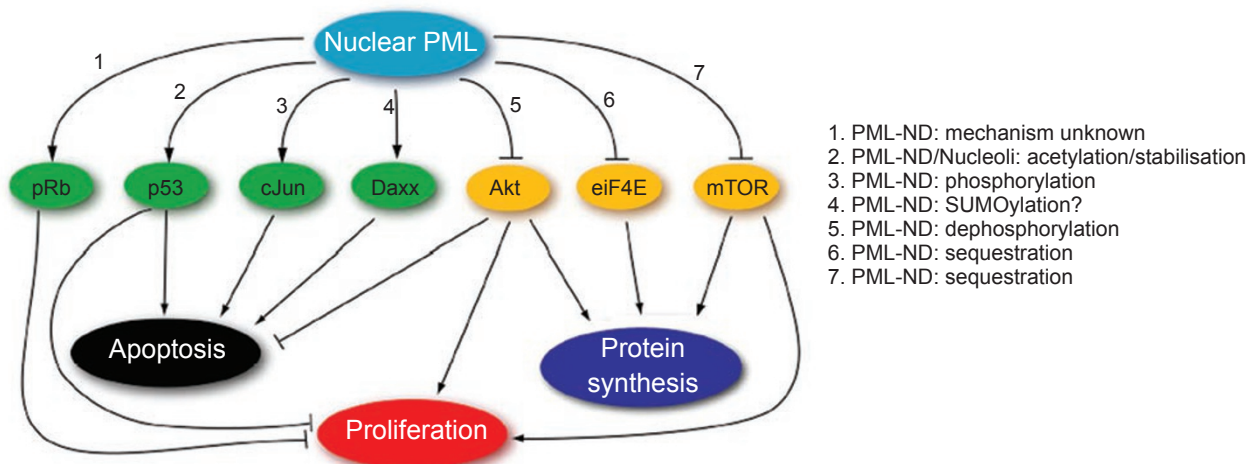 Nuclear PML
1
2
3
4
5
6
7
pRb
p53
cJun
Daxx
Akt
eiF4E
mTOR
Apoptosis
Protein
synthesis
Proliferation
1. PML-ND: mechanism unknown
2. PML-ND/Nucleoli: acetylation/stabilisation
3. PML-ND: phosphorylation
4. PML-ND: SUMOylation?
5. PML-ND: dephosphorylation
6. PML-ND: sequestration
7. PML-ND: sequestration